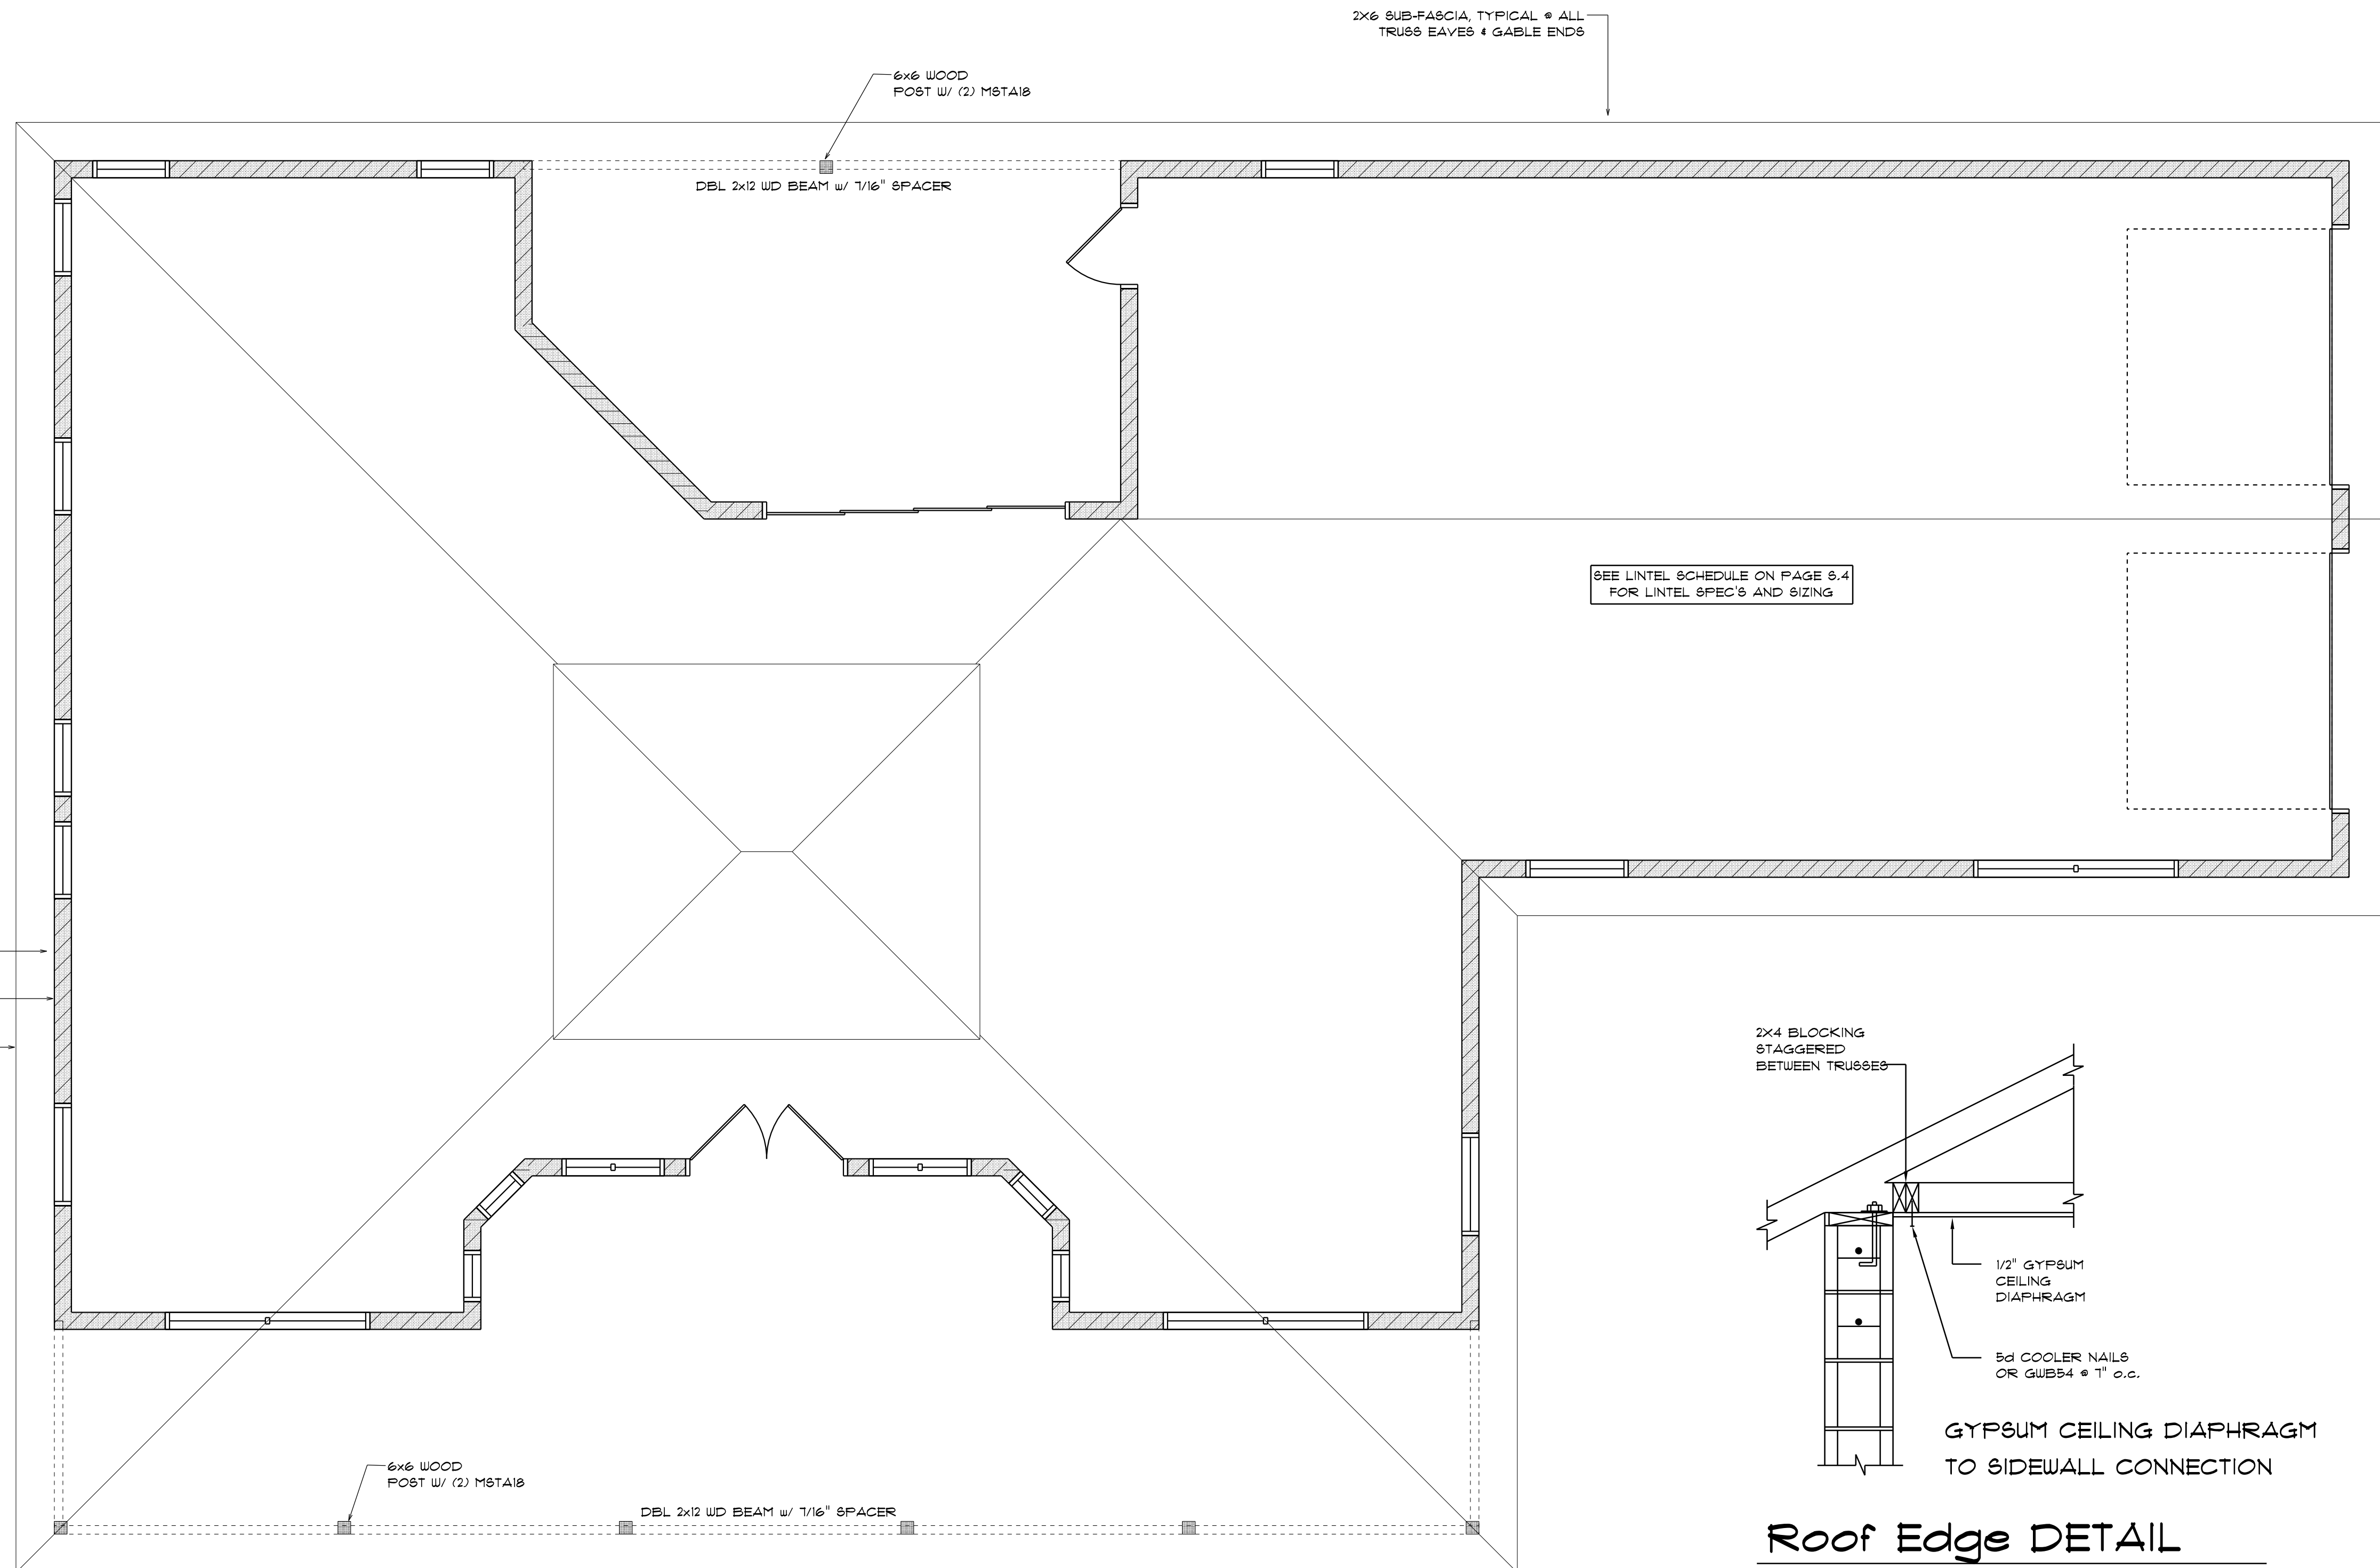 2X6 SUB-FASCIA, TYPICAL @ ALL
TRUSS EAVES & GABLE ENDS
6x6 WOOD
POST W/ (2) MSTA18
DBL 2x12 WD BEAM w/ 7/16" SPACER
SEE LINTEL SCHEDULE ON PAGE S.4
FOR LINTEL SPEC'S AND SIZING
2X4 BLOCKING
STAGGERED
BETWEEN TRUSSES
1/2" GYPSUM
CEILING
DIAPHRAGM
5d COOLER NAILS
OR GWB54 @ 7" o.c.
GYPSUM CEILING DIAPHRAGM
TO SIDEWALL CONNECTION
6x6 WOOD
POST W/ (2) MSTA18
DBL 2x12 WD BEAM w/ 7/16" SPACER
Roof Edge DETAIL